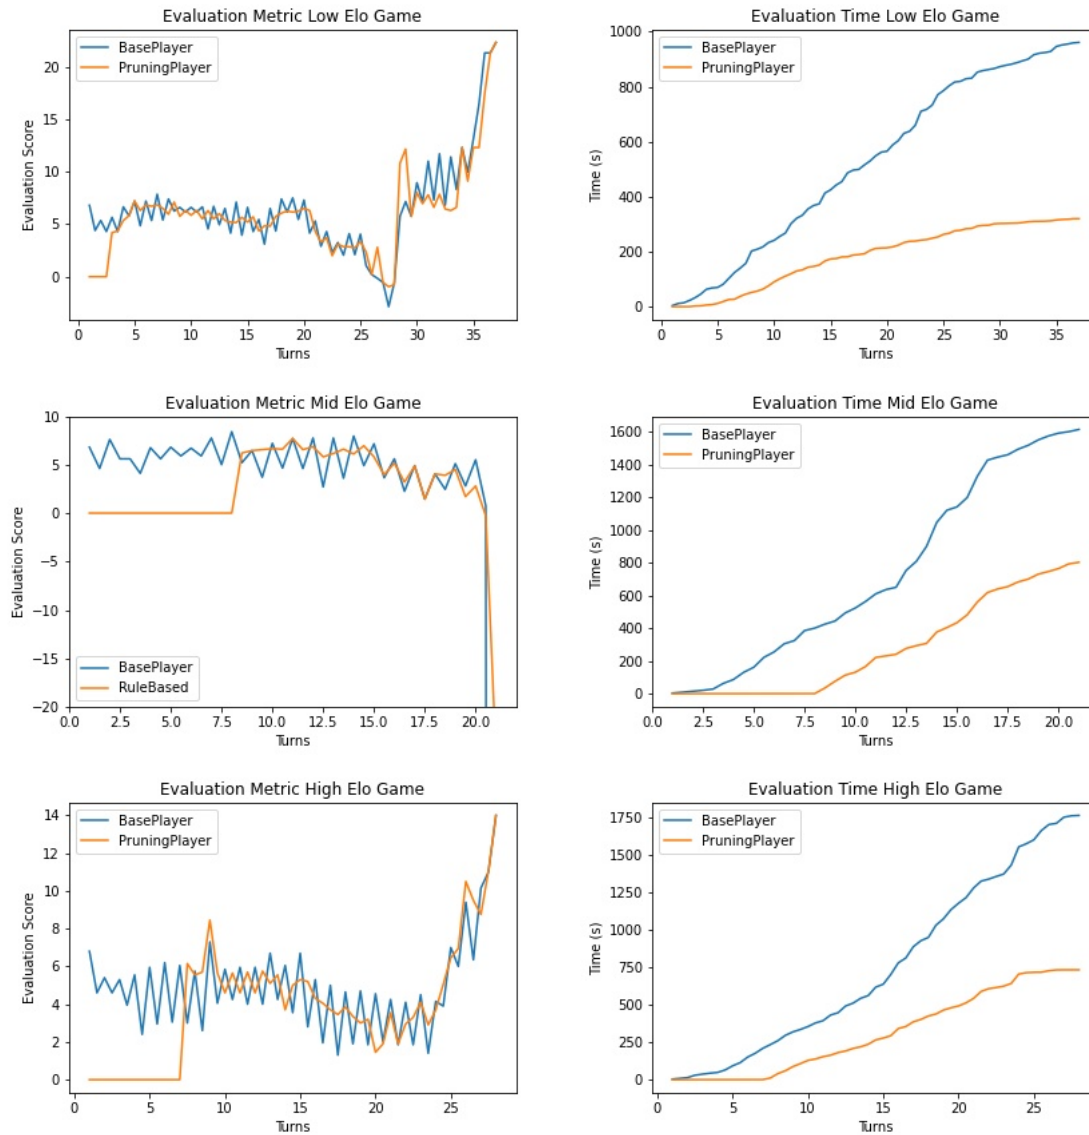 Evaluation Metric Low Elo Game
BasePlayer
PruningPlayer
Evaluation Score
20
15
10
5
0
0
5
10
15
20
25
30
35
Turns
Evaluation Time Low Elo Game
BasePlayer
PruningPlayer
Time (s)
1000
800
600
400
200
0
0
5
10
15
20
25
30
35
Turns
Evaluation Metric Mid Elo Game
BasePlayer
RuleBased
Evaluation Score
10
5
0
−5
−10
−15
−20
0.0
2.5
5.0
7.5
10.0
12.5
15.0
17.5
20.0
Turns
Evaluation Time Mid Elo Game
BasePlayer
PruningPlayer
Time (s)
1600
1400
1200
1000
800
600
400
200
0
0.0
2.5
5.0
7.5
10.0
12.5
15.0
17.5
20.0
Turns
Evaluation Metric High Elo Game
BasePlayer
PruningPlayer
Evaluation Score
14
12
10
8
6
4
2
0
0
5
10
15
20
25
Turns
Evaluation Time High Elo Game
BasePlayer
PruningPlayer
Time (s)
1750
1500
1250
1000
750
500
250
0
0
5
10
15
20
25
Turns